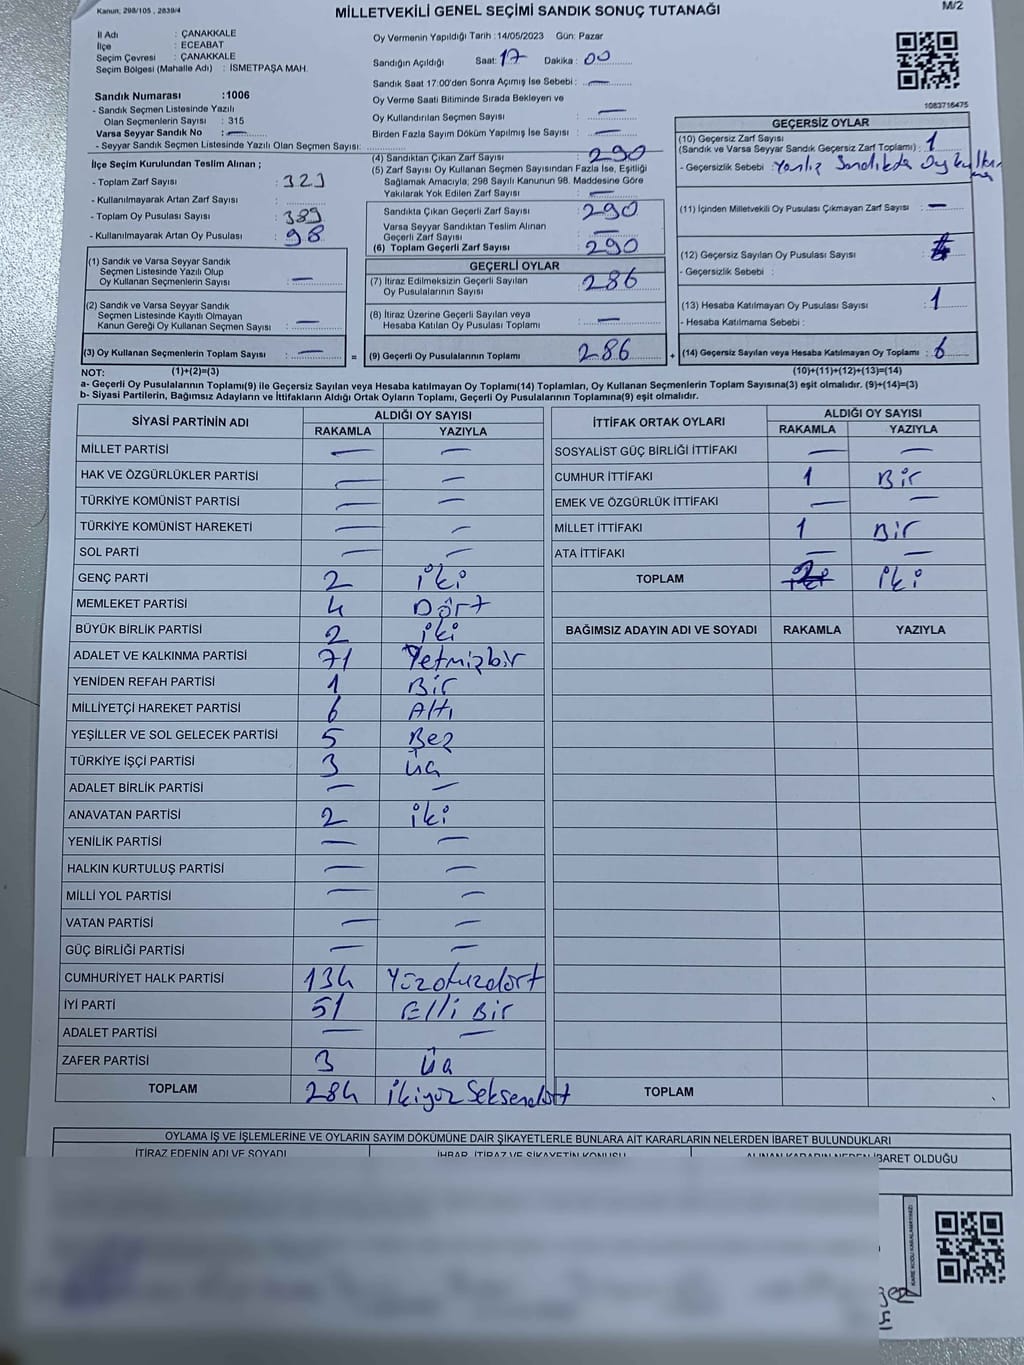 Kanun; 298/105 , 2839/4
MİLLETVEKİLİ GENEL SEÇİMİ SANDIK SONUÇ TUTANAĞI
M/2
İl Adı : ÇANAKKALE
İlçe : ECEABAT
Seçim Çevresi : ÇANAKKALE
Seçim Bölgesi (Mahalle Adı) : İSMETPAŞA MAH.
Sandık Numarası :1006
- Sandık Seçmen Listesinde Yazılı
Olan Seçmenlerin Sayısı : 315
Varsa Seyyar Sandık No : —
- Seyyar Sandık Seçmen Listesinde Yazılı Olan Seçmen Sayısı:
İlçe Seçim Kurulundan Teslim Alınan ;
- Toplam Zarf Sayısı : 323
- Kullanılmayarak Artan Zarf Sayısı :
- Toplam Oy Pusulası Sayısı : 389
- Kullanılmayarak Artan Oy Pusulası : 98
(1) Sandık ve Varsa Seyyar Sandık
Seçmen Listesinde Yazılı Olup
Oy Kullanan Seçmenlerin Sayısı : —
(2) Sandık ve Varsa Seyyar Sandık
Seçmen Listesinde Kayıtlı Olmayan
Kanun Gereği Oy Kullanan Seçmen Sayısı : —
(3) Oy Kullanan Seçmenlerin Toplam Sayısı : —
Oy Vermenin Yapıldığı Tarih :14/05/2023 Gün: Pazar
Sandığın Açıldığı Saat: 17 Dakika : 00
Sandık Saat 17:00'den Sonra Açımış İse Sebebi : —
Oy Verme Saati Bitiminde Sırada Bekleyen ve
Oy Kullandırılan Seçmen Sayısı : —
Birden Fazla Sayım Döküm Yapılmış İse Sayısı : —
(4) Sandıktan Çıkan Zarf Sayısı : 290
(5) Zarf Sayısı Oy Kullanan Seçmen Sayısından Fazla İse, Eşitliği
Sağlamak Amacıyla, 298 Sayılı Kanunun 98. Maddesine Göre
Yakılarak Yok Edilen Zarf Sayısı : —
Sandıkta Çıkan Geçerli Zarf Sayısı : 290
Varsa Seyyar Sandıktan Teslim Alınan
Geçerli Zarf Sayısı : —
(6) Toplam Geçerli Zarf Sayısı : 290
GEÇERLİ OYLAR
(7) İtiraz Edilmeksizin Geçerli Sayılan
Oy Pusulalarının Sayısı : 286
(8) İtiraz Üzerine Geçerli Sayılan veya
Hesaba Katılan Oy Pusulası Toplamı : —
= (9) Geçerli Oy Pusulalarının Toplamı 286
1083716475
GEÇERSİZ OYLAR
(10) Geçersiz Zarf Sayısı
(Sandık ve Varsa Seyyar Sandık Geçersiz Zarf Toplamı) : 1
- Geçersizlik Sebebi : Yanlız Sandıkda Oy
(11) İçinden Milletvekili Oy Pusulası Çıkmayan Zarf Sayısı : —
(12) Geçersiz Sayılan Oy Pusulası Sayısı :
- Geçersizlik Sebebi :
(13) Hesaba Katılmayan Oy Pusulası Sayısı : 1
- Hesaba Katılmama Sebebi :
+ (14) Geçersiz Sayılan veya Hesaba Katılmayan Oy Toplamı : 6
NOT: (1)+(2)=(3) (10)+(11)+(12)+(13)=(14)
a- Geçerli Oy Pusulalarının Toplamı(9) ile Geçersiz Sayılan veya Hesaba katılmayan Oy Toplamı(14) Toplamları, Oy Kullanan Seçmenlerin Toplam Sayısına(3) eşit olmalıdır. (9)+(14)=(3)
b- Siyasi Partilerin, Bağımsız Adayların ve İttifakların Aldığı Ortak Oyların Toplamı, Geçerli Oy Pusulalarının Toplamına(9) eşit olmalıdır.
SİYASİ PARTİNİN ADI ALDIĞI OY SAYISI
RAKAMLA YAZIYLA
MİLLET PARTİSİ — —
HAK VE ÖZGÜRLÜKLER PARTİSİ — —
TÜRKİYE KOMÜNİST PARTİSİ — —
TÜRKİYE KOMÜNİST HAREKETİ — —
SOL PARTİ — —
GENÇ PARTİ 2 iki
MEMLEKET PARTİSİ 4 Dört
BÜYÜK BİRLİK PARTİSİ 2 iki
ADALET VE KALKINMA PARTİSİ 71 Yetmişbir
YENİDEN REFAH PARTİSİ 1 Bir
MİLLİYETÇİ HAREKET PARTİSİ 6 Altı
YEŞİLLER VE SOL GELECEK PARTİSİ 5 Beş
TÜRKİYE İŞÇİ PARTİSİ 3 Üç
ADALET BİRLİK PARTİSİ — —
ANAVATAN PARTİSİ 2 iki
YENİLİK PARTİSİ — —
HALKIN KURTULUŞ PARTİSİ — —
MİLLİ YOL PARTİSİ — —
VATAN PARTİSİ — —
GÜÇ BİRLİĞİ PARTİSİ — —
CUMHURİYET HALK PARTİSİ 134 Yüzotuzdört
İYİ PARTİ 51 Elli Bir
ADALET PARTİSİ — —
ZAFER PARTİSİ 3 Üç
TOPLAM 284 ikiyüz Seksendört
İTTİFAK ORTAK OYLARI ALDIĞI OY SAYISI
RAKAMLA YAZIYLA
SOSYALİST GÜÇ BİRLİĞİ İTTİFAKI — —
CUMHUR İTTİFAKI 1 Bir
EMEK VE ÖZGÜRLÜK İTTİFAKI — —
MİLLET İTTİFAKI 1 Bir
ATA İTTİFAKI — —
TOPLAM 2 iki
BAĞIMSIZ ADAYIN ADI VE SOYADI RAKAMLA YAZIYLA
TOPLAM
OYLAMA İŞ VE İŞLEMLERİNE VE OYLARIN SAYIM DÖKÜMÜNE DAİR ŞİKAYETLERLE BUNLARA AİT KARARLARIN NELERDEN İBARET BULUNDUKLARI
İTİRAZ EDENİN ADI VE SOYADI İHBAR, İTİRAZ VE ŞİKAYETİN KONUSU ALINAN KARARIN NEDEN İBARET OLDUĞU
KARE KODU KARALAMAYINIZ!